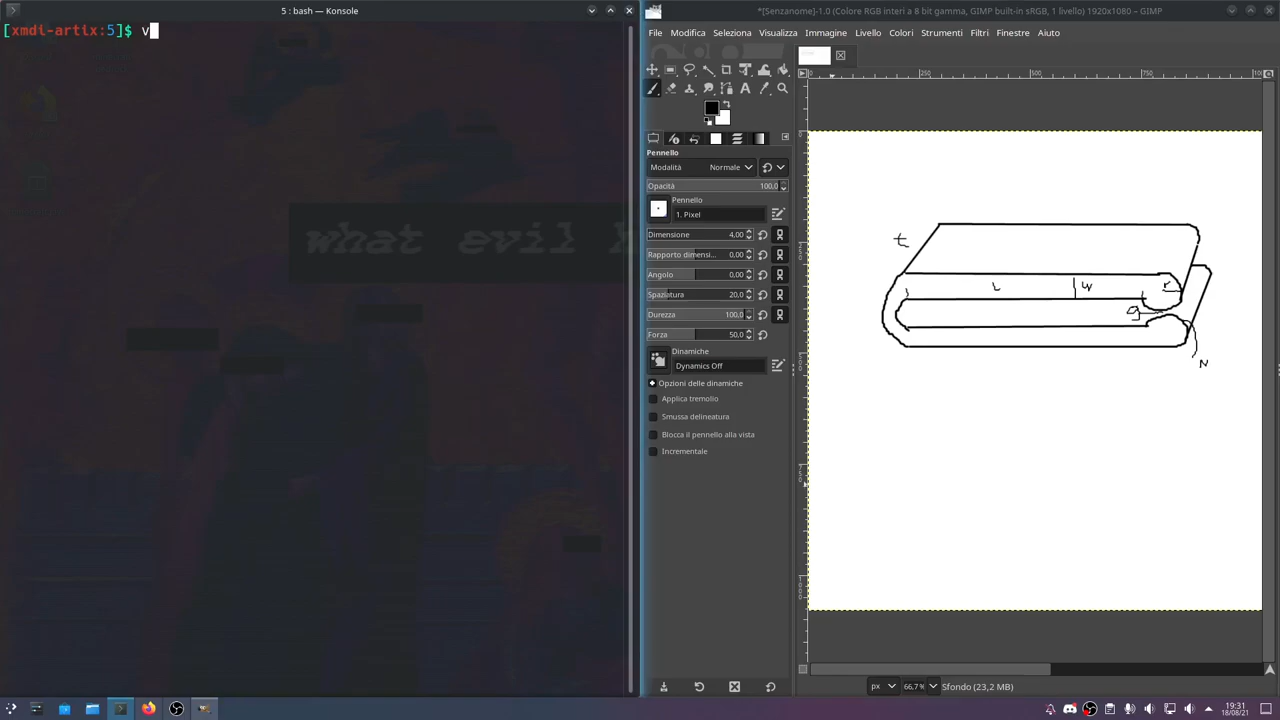 5 : bash — Konsole
[xmdi-artix:5]$ v
what evil
*[Senzanome]-1.0 (Colore RGB interi a 8 bit gamma, GIMP built-in sRGB, 1 livello) 1920x1080 – GIMP
File Modifica Seleziona Visualizza Immagine Livello Colori Strumenti Filtri Finestre Aiuto
Pennello
Modalità Normale
Opacità 100,0
Pennello
1. Pixel
Dimensione 4,00
Rapporto dimensi... 0,00
Angolo 0,00
Spaziatura 20,0
Durezza 100,0
Forza 50,0
Dinamiche
Dynamics Off
Opzioni delle dinamiche
Applica tremolio
Smussa delineatura
Blocca il pennello alla vista
Incrementale
0 250 500 750
t
L w r
g
N
px 66,7% Sfondo (23,2 MB)
19:31
18/08/21